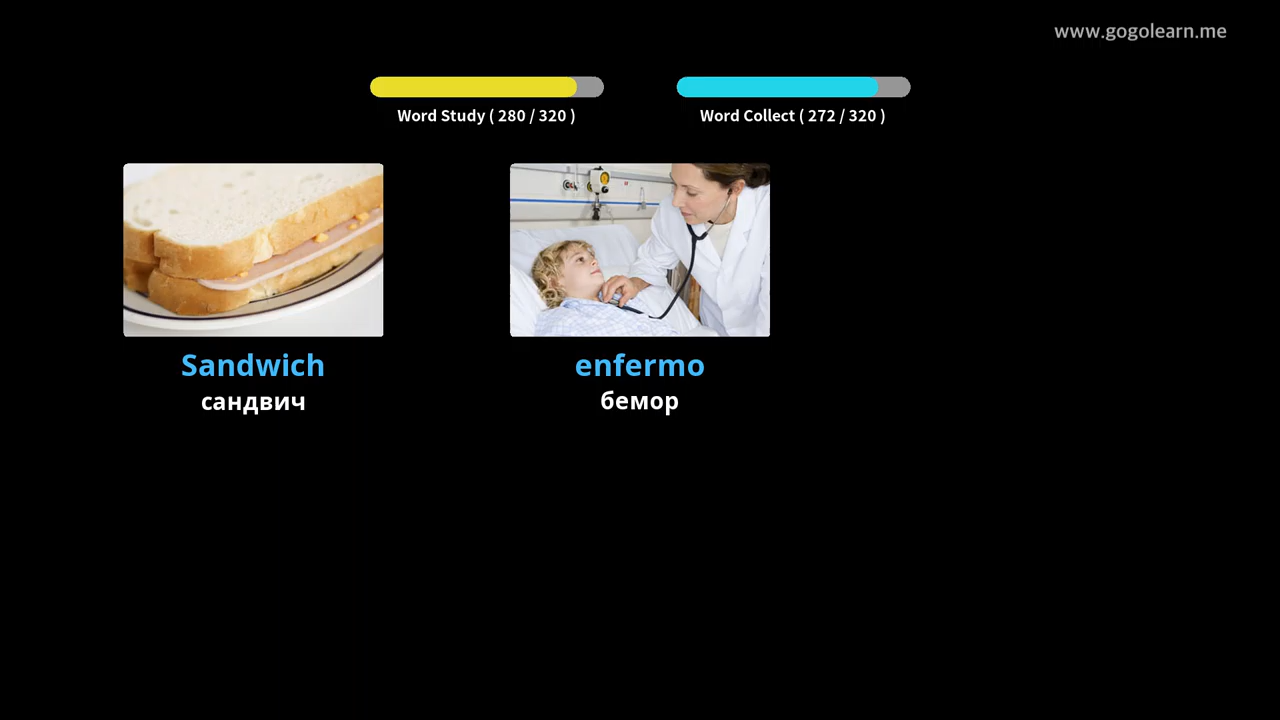 www.gogolearn.me
Word Study ( 280 / 320 )
Word Collect ( 272 / 320 )
Sandwich
сандвич
enfermo
бемор